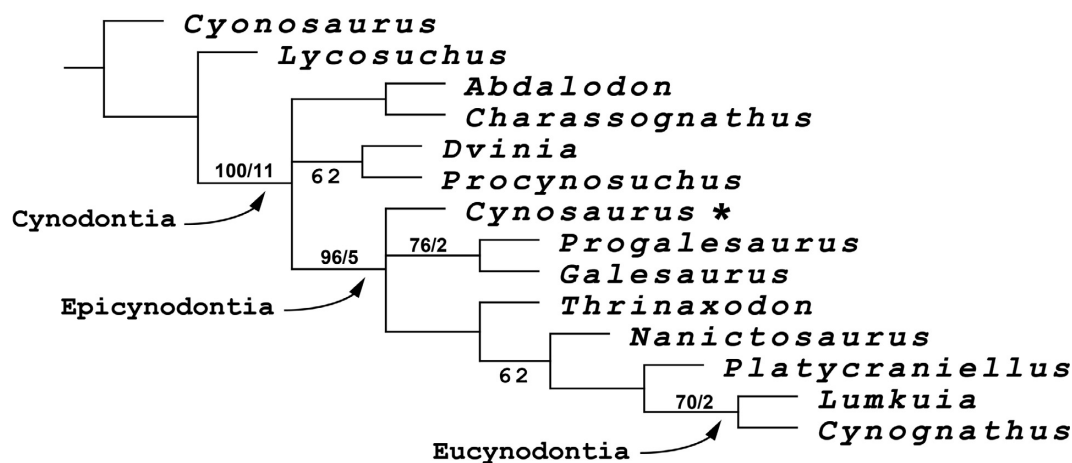 Cyonosaurus
Lycosuchus
Abdalodon
Charassognathus
Dvinia
100/11
62
Procynosuchus
Cynodontia
Cynosaurus *
96/5
76/2
Progalesaurus
Galesaurus
Epicynodontia
Thrinaxodon
Nanictosaurus
62
Platycraniellus
70/2
Lumkuia
Cynognathus
Eucynodontia